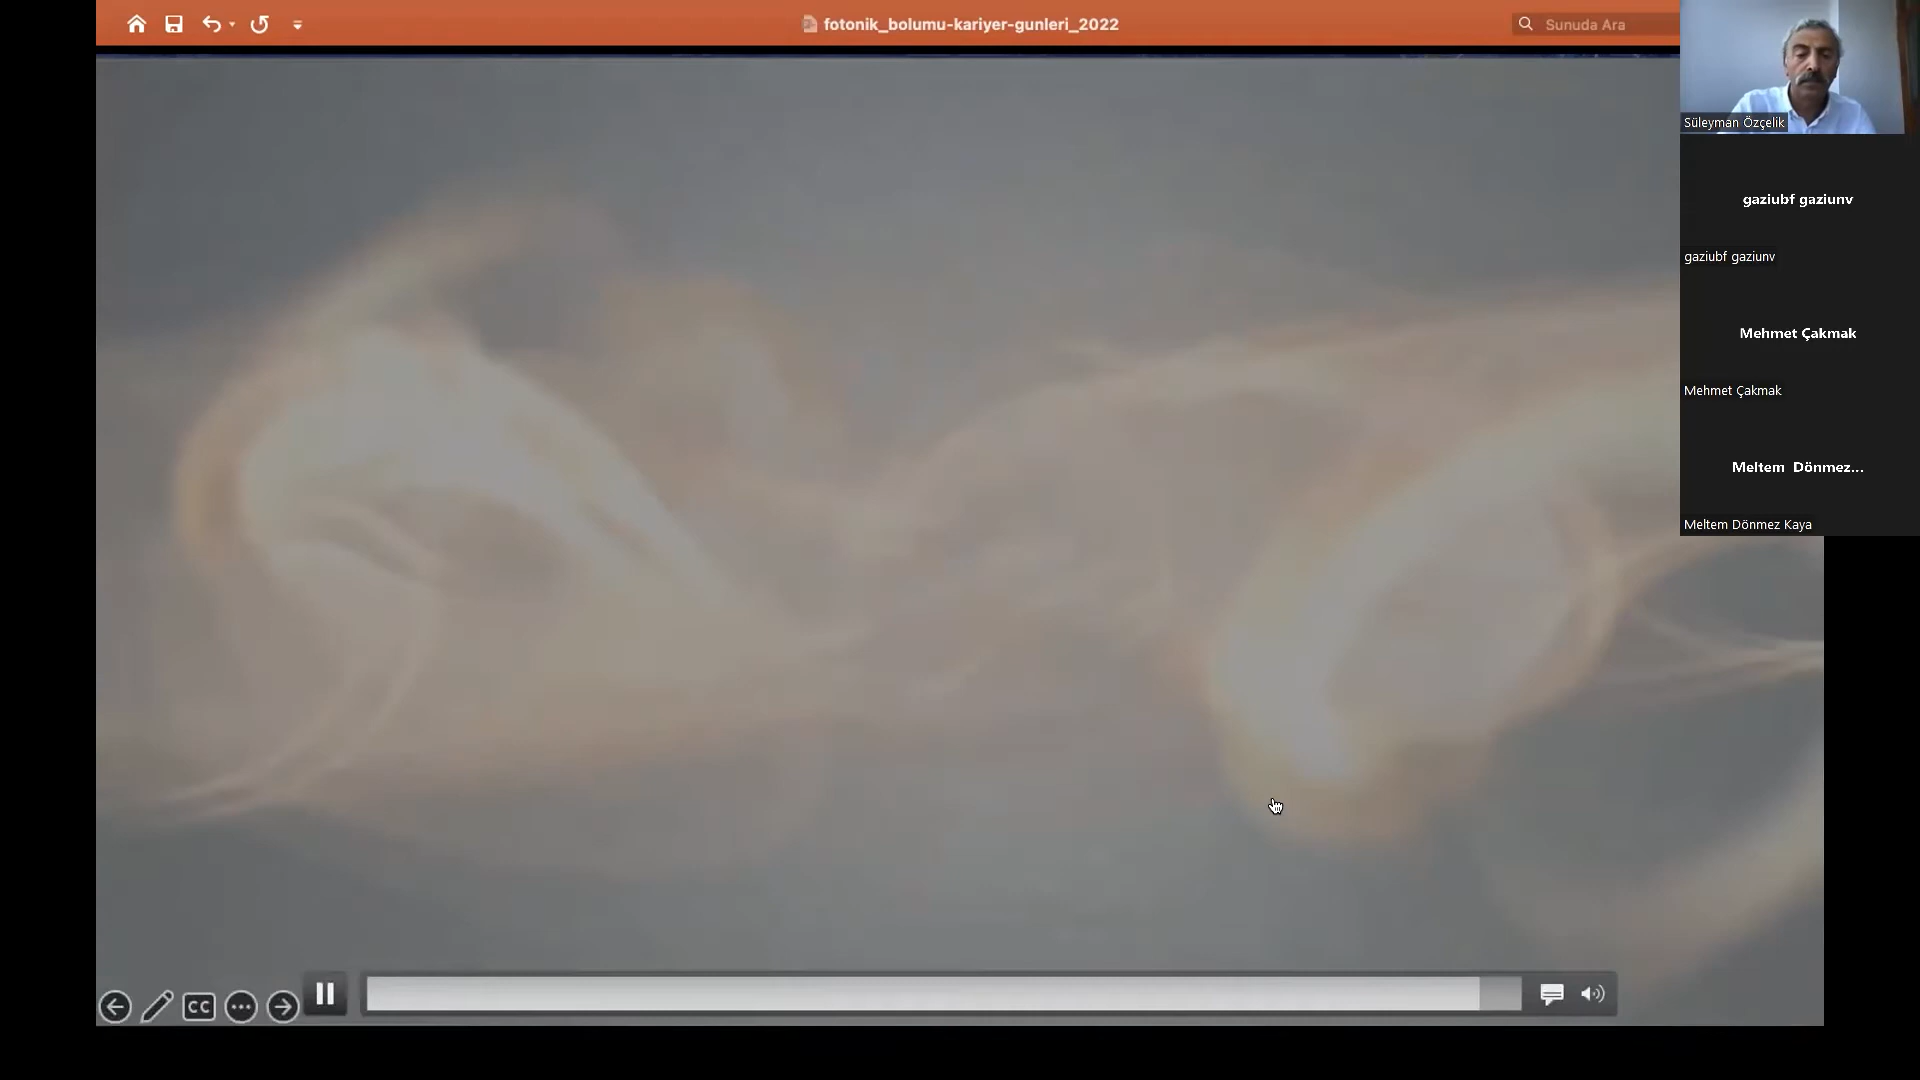 fotonik_bolumu-kariyer-gunleri_2022
Sunuda Ara
Süleyman Özçelik
gaziubf gaziunv
gaziubf gaziunv
Mehmet Çakmak
Mehmet Çakmak
Meltem Dönmez...
Meltem Dönmez Kaya
CC